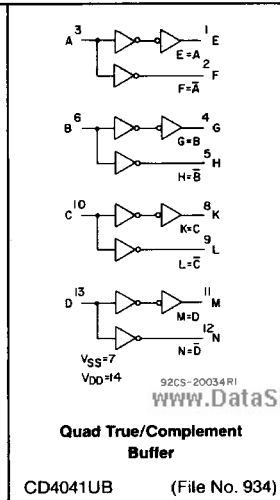 A 3 1 E
E=A
2 F
F=A̅
B 6 4 G
G=B
5 H
H=B̅
C 10 8 K
K=C
9 L
L=C̅
D 13 11 M
M=D
12 N
N=D̅
VSS=7
VDD=14
92CS-20034RI
www.DataS
Quad True/Complement
Buffer
CD4041UB (File No. 934)